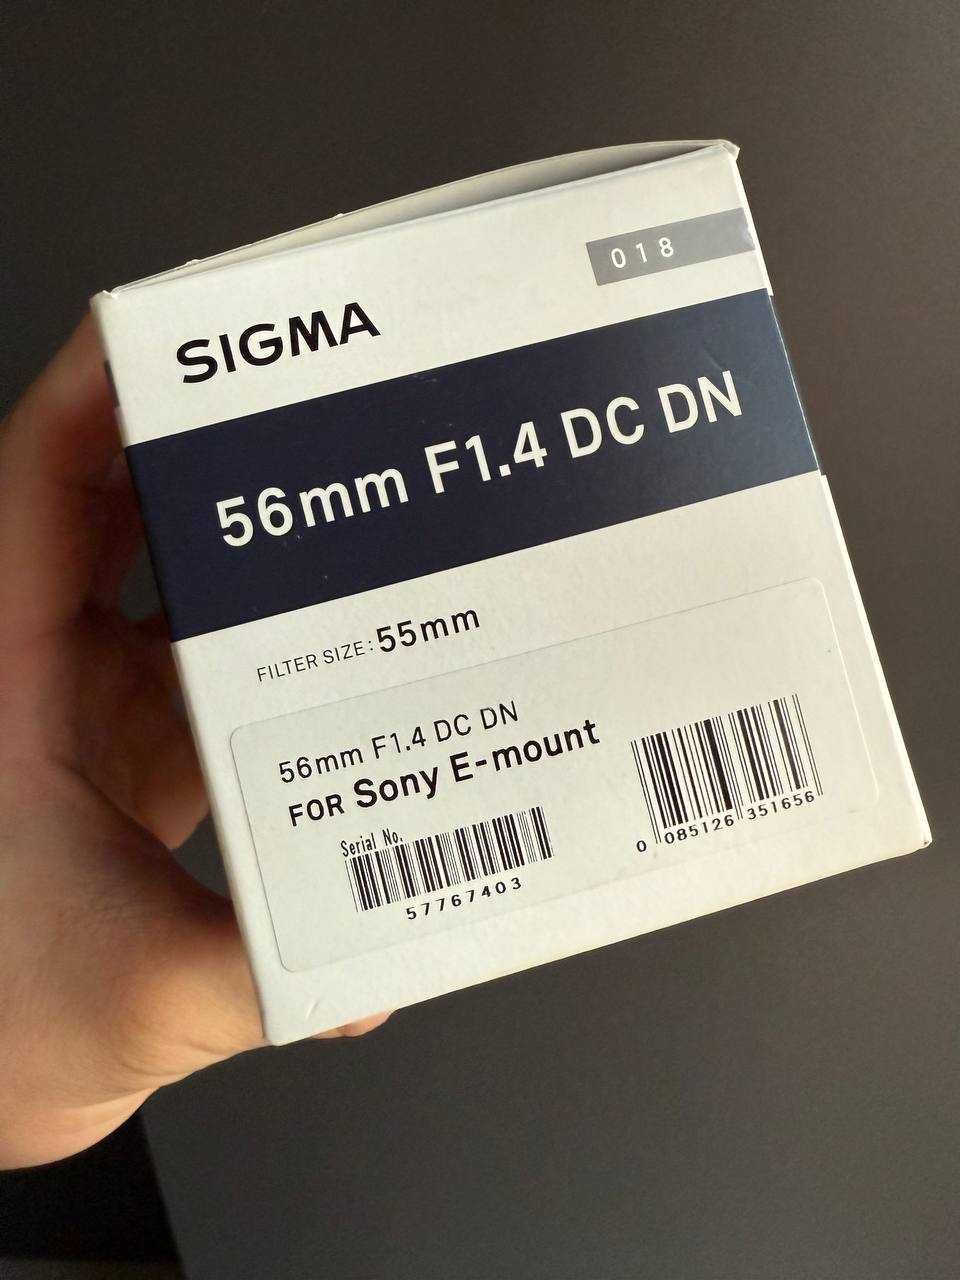 018
SIGMA
56mm F1.4 DC DN
FILTER SIZE: 55mm
56mm F1.4 DC DN
FOR Sony E-mount
Serial No.
57767403
0 085126 351656